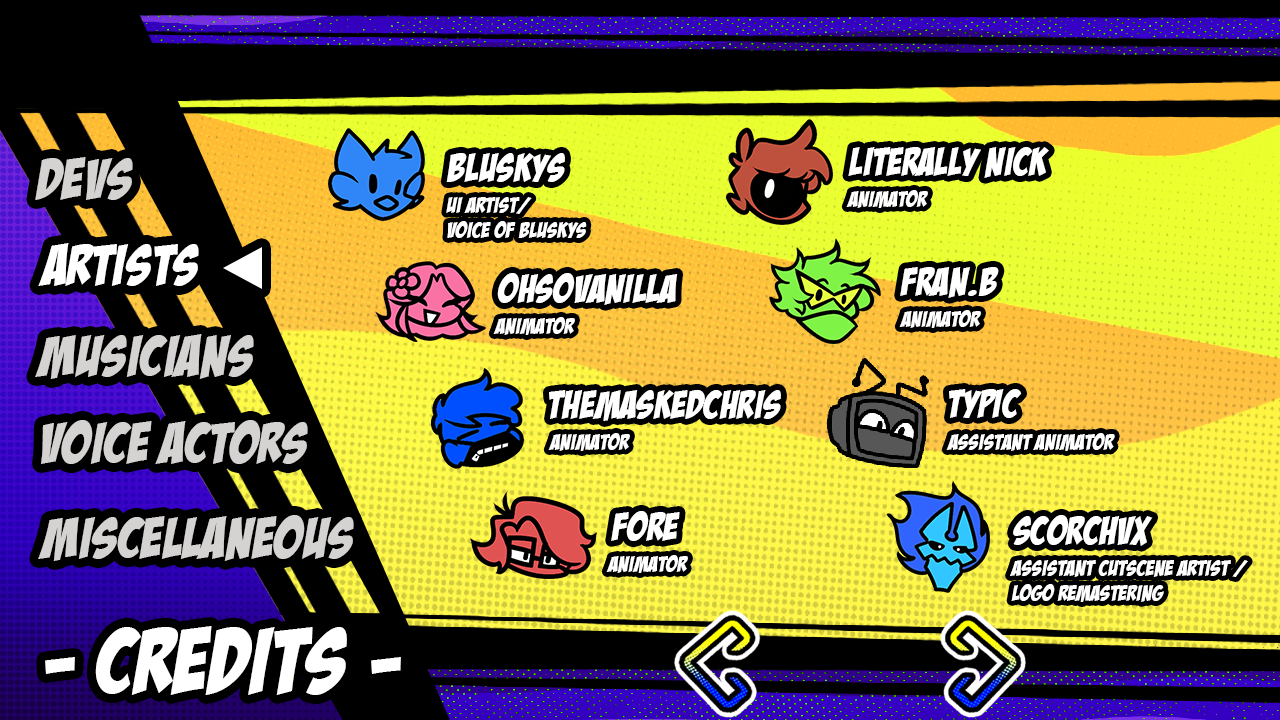 DEVS
ARTISTS
MUSICIANS
VOICE ACTORS
MISCELLANEOUS
- CREDITS -
BLUSKYS
UI ARTIST/
VOICE OF BLUSKYS
LITERALLY NICK
ANIMATOR
OHSOVANILLA
ANIMATOR
FRAN.B
ANIMATOR
THEMASKEDCHRIS
ANIMATOR
TYPIC
ASSISTANT ANIMATOR
FORE
ANIMATOR
SCORCHVX
ASSISTANT CUTSCENE ARTIST /
LOGO REMASTERING